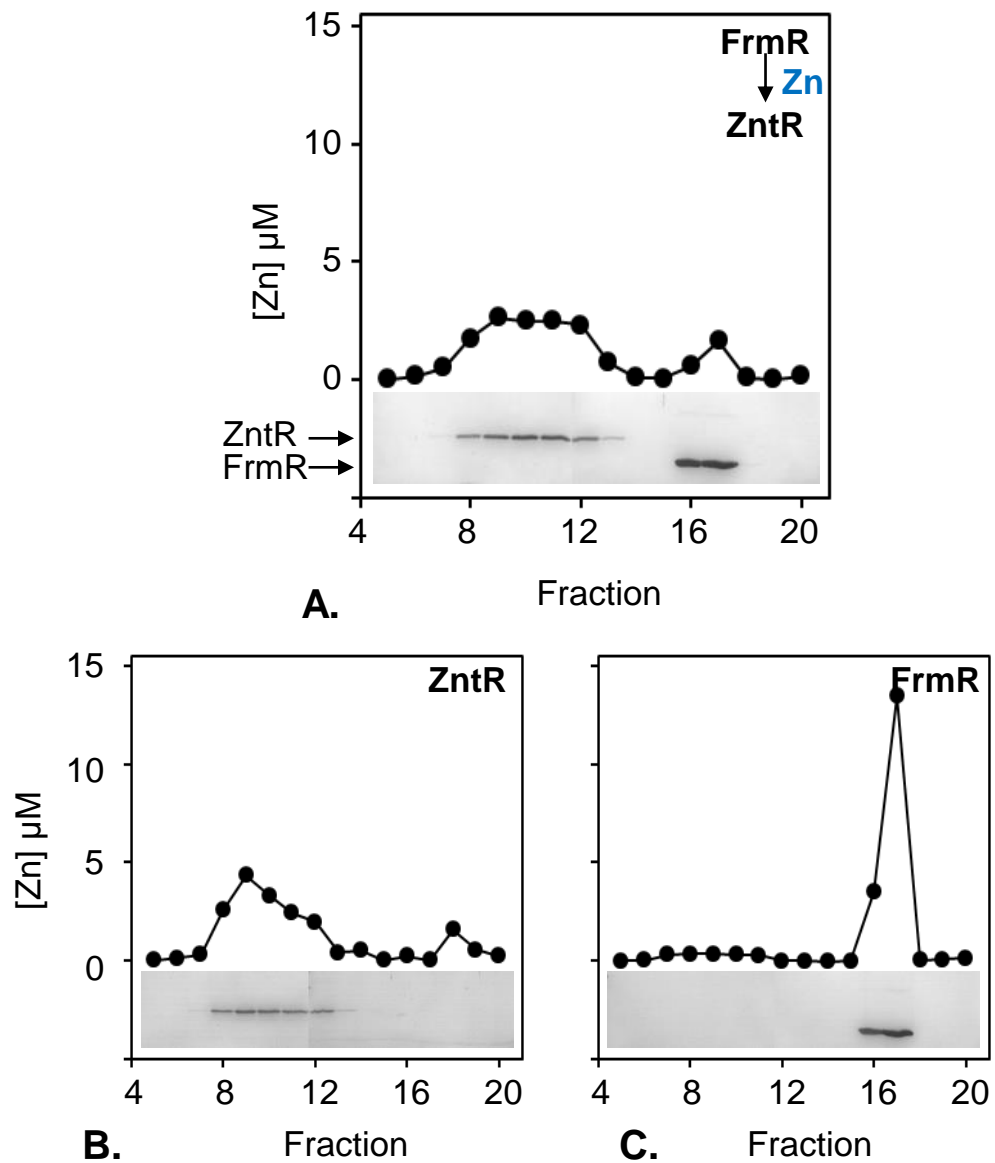 15
FrmR
Zn
ZntR
10
[Zn] µM
5
0
ZntR
FrmR
4 8 12 16 20
Fraction
A.
15
ZntR
10
[Zn] µM
5
0
4 8 12 16 20
B. Fraction
FrmR
4 8 12 16 20
C. Fraction